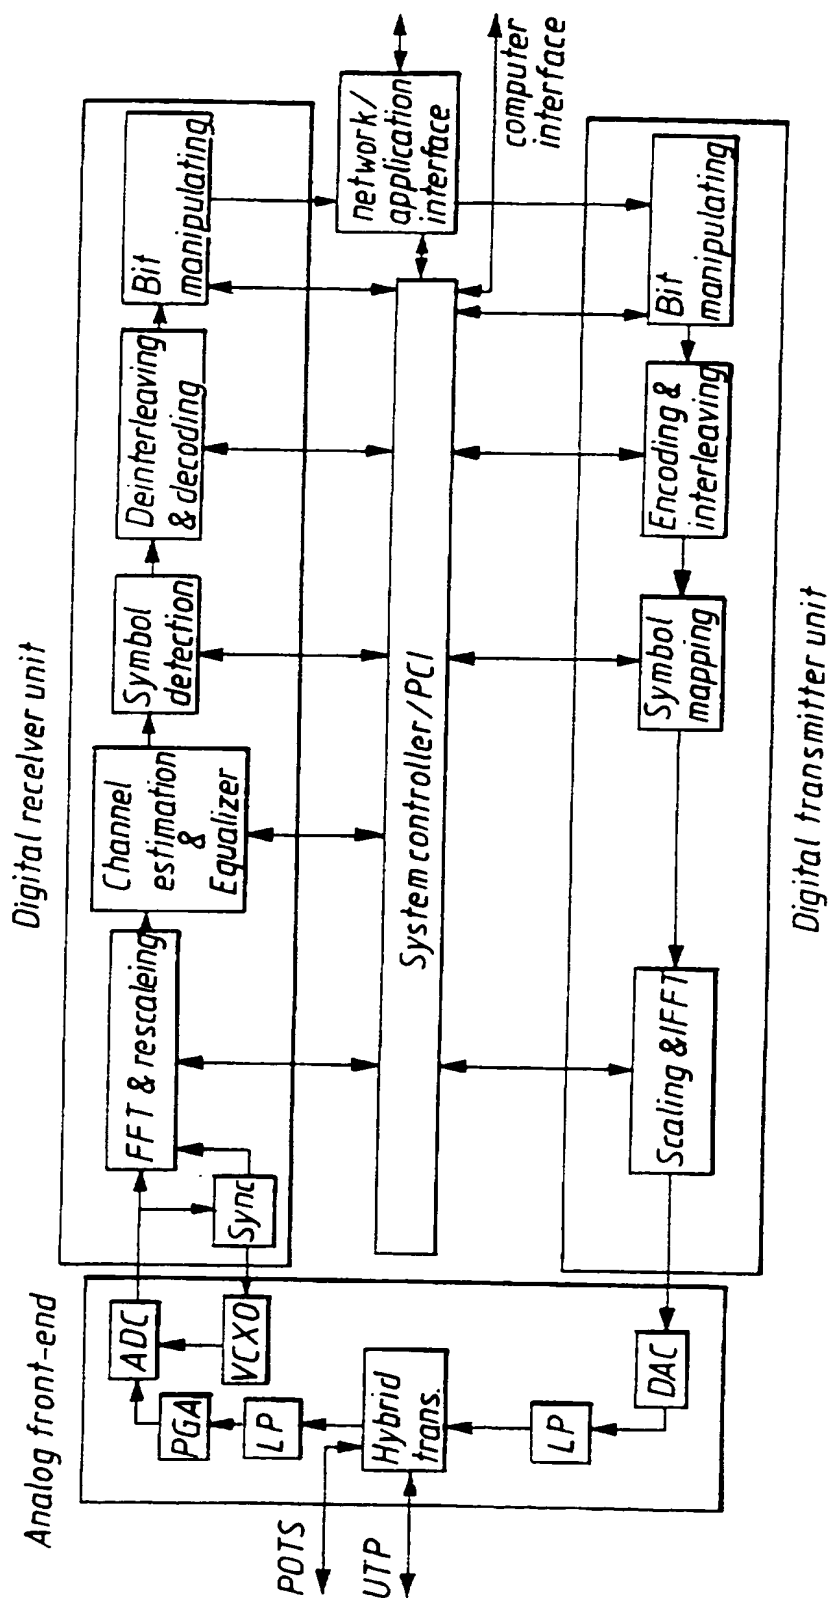 Analog front-end
POTS
UTP
Hybrid
trans.
LP
PGA
ADC
VCXO
LP
DAC
Digital receiver unit
Sync
FFT & rescaleing
Channel
estimation
&
Equalizer
Symbol
detection
Deinterleaving
& decoding
Bit
manipulating
System controller/PCI
network/
application
interface
computer
interface
Digital transmitter unit
Scaling &IFFT
Symbol
mapping
Encoding &
interleaving
Bit
manipulating